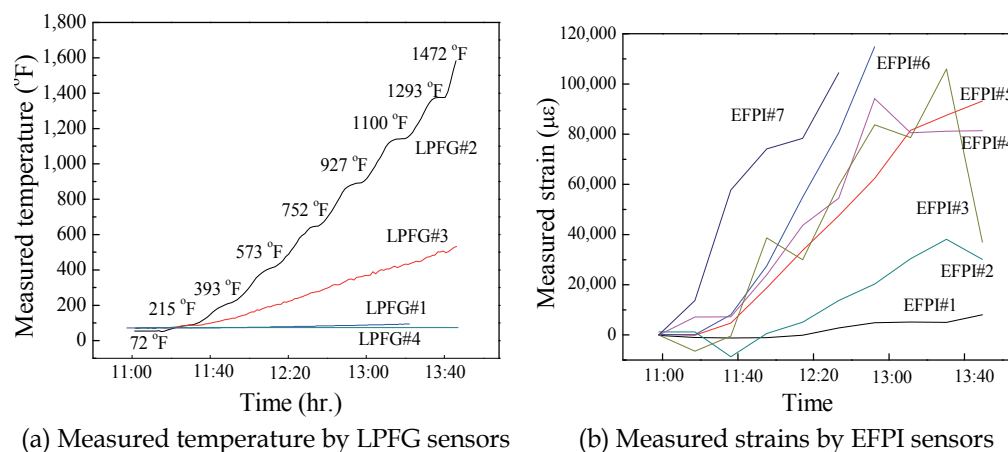 1,800
1,600
1,400
1,200
1,000
800
600
400
200
0
Measured temperature (°F)
11:00 11:40 12:20 13:00 13:40
Time (hr.)
72 °F
215 °F
393 °F
573 °F
752 °F
927 °F
1100 °F
1293 °F
1472 °F
LPFG#2
LPFG#3
LPFG#1
LPFG#4
(a) Measured temperature by LPFG sensors
120,000
100,000
80,000
60,000
40,000
20,000
0
Measured strain (με)
11:00 11:40 12:20 13:00 13:40
Time
EFPI#7
EFPI#6
EFPI#5
EFPI#4
EFPI#3
EFPI#2
EFPI#1
(b) Measured strains by EFPI sensors